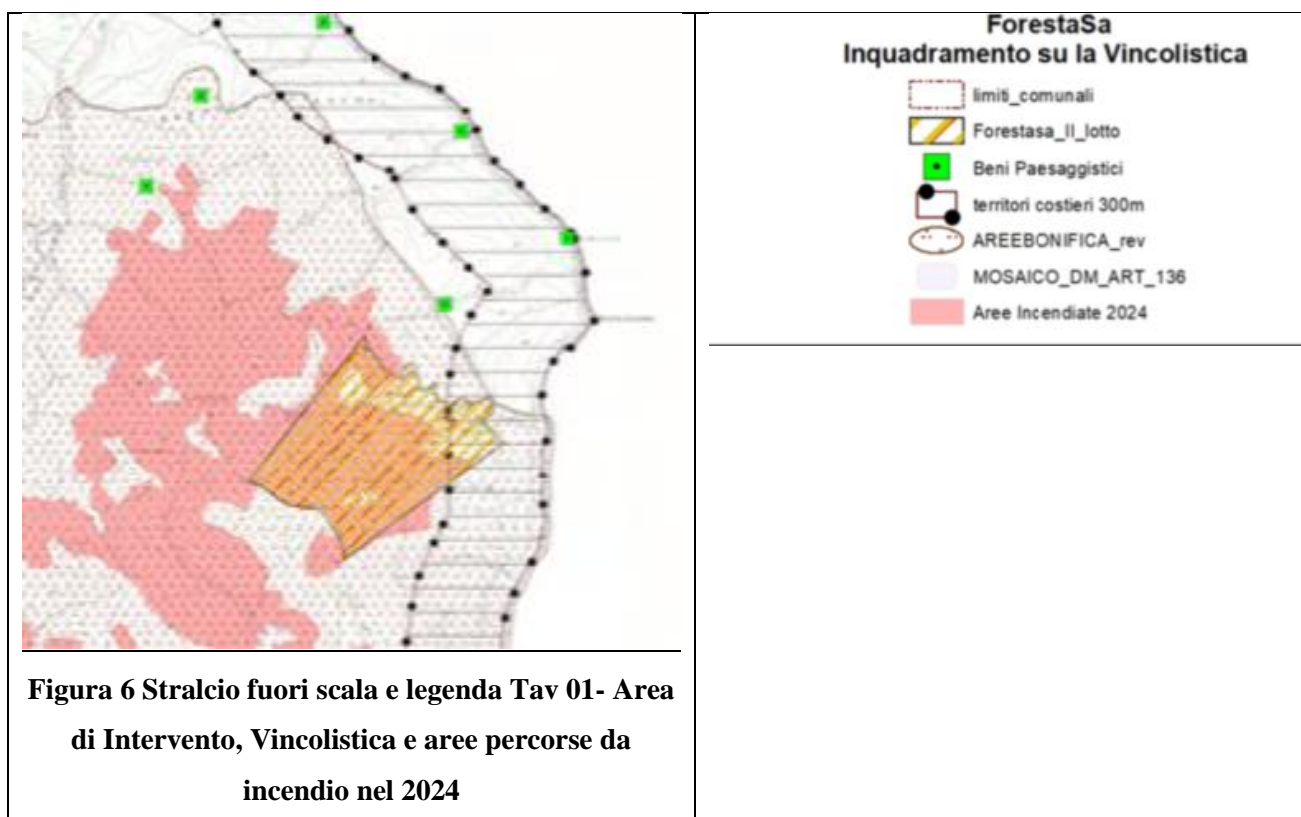 ForestaSa
Inquadramento su la Vincolistica
limiti_comunali
Forestasa_II_lotto
Beni Paesaggistici
territori costieri 300m
AREEBONIFICA_rev
MOSAICO_DM_ART_136
Aree Incendiate 2024
Figura 6 Stralcio fuori scala e legenda Tav 01- Area
di Intervento, Vincolistica e aree percorse da
incendio nel 2024